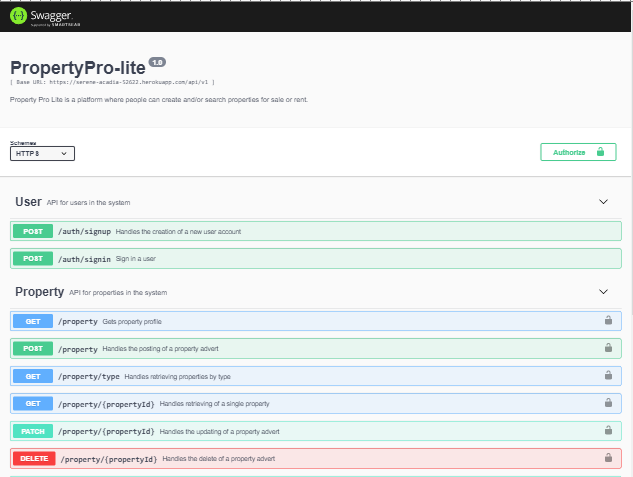 Swagger.
Supported by SMARTBEAR
PropertyPro-lite 1.0
[ Base URL: https://serene-acadia-52622.herokuapp.com/api/v1 ]
Property Pro Lite is a platform where people can create and/or search properties for sale or rent.
Schemes
HTTPS
Authorize
User API for users in the system
POST /auth/signup Handles the creation of a new user account
POST /auth/signin Sign in a user
Property API for properties in the system
GET /property Gets property profile
POST /property Handles the posting of a property advert
GET /property/type Handles retrieving properties by type
GET /property/{propertyId} Handles retrieving of a single property
PATCH /property/{propertyId} Handles the updating of a property advert
DELETE /property/{propertyId} Handles the delete of a property advert